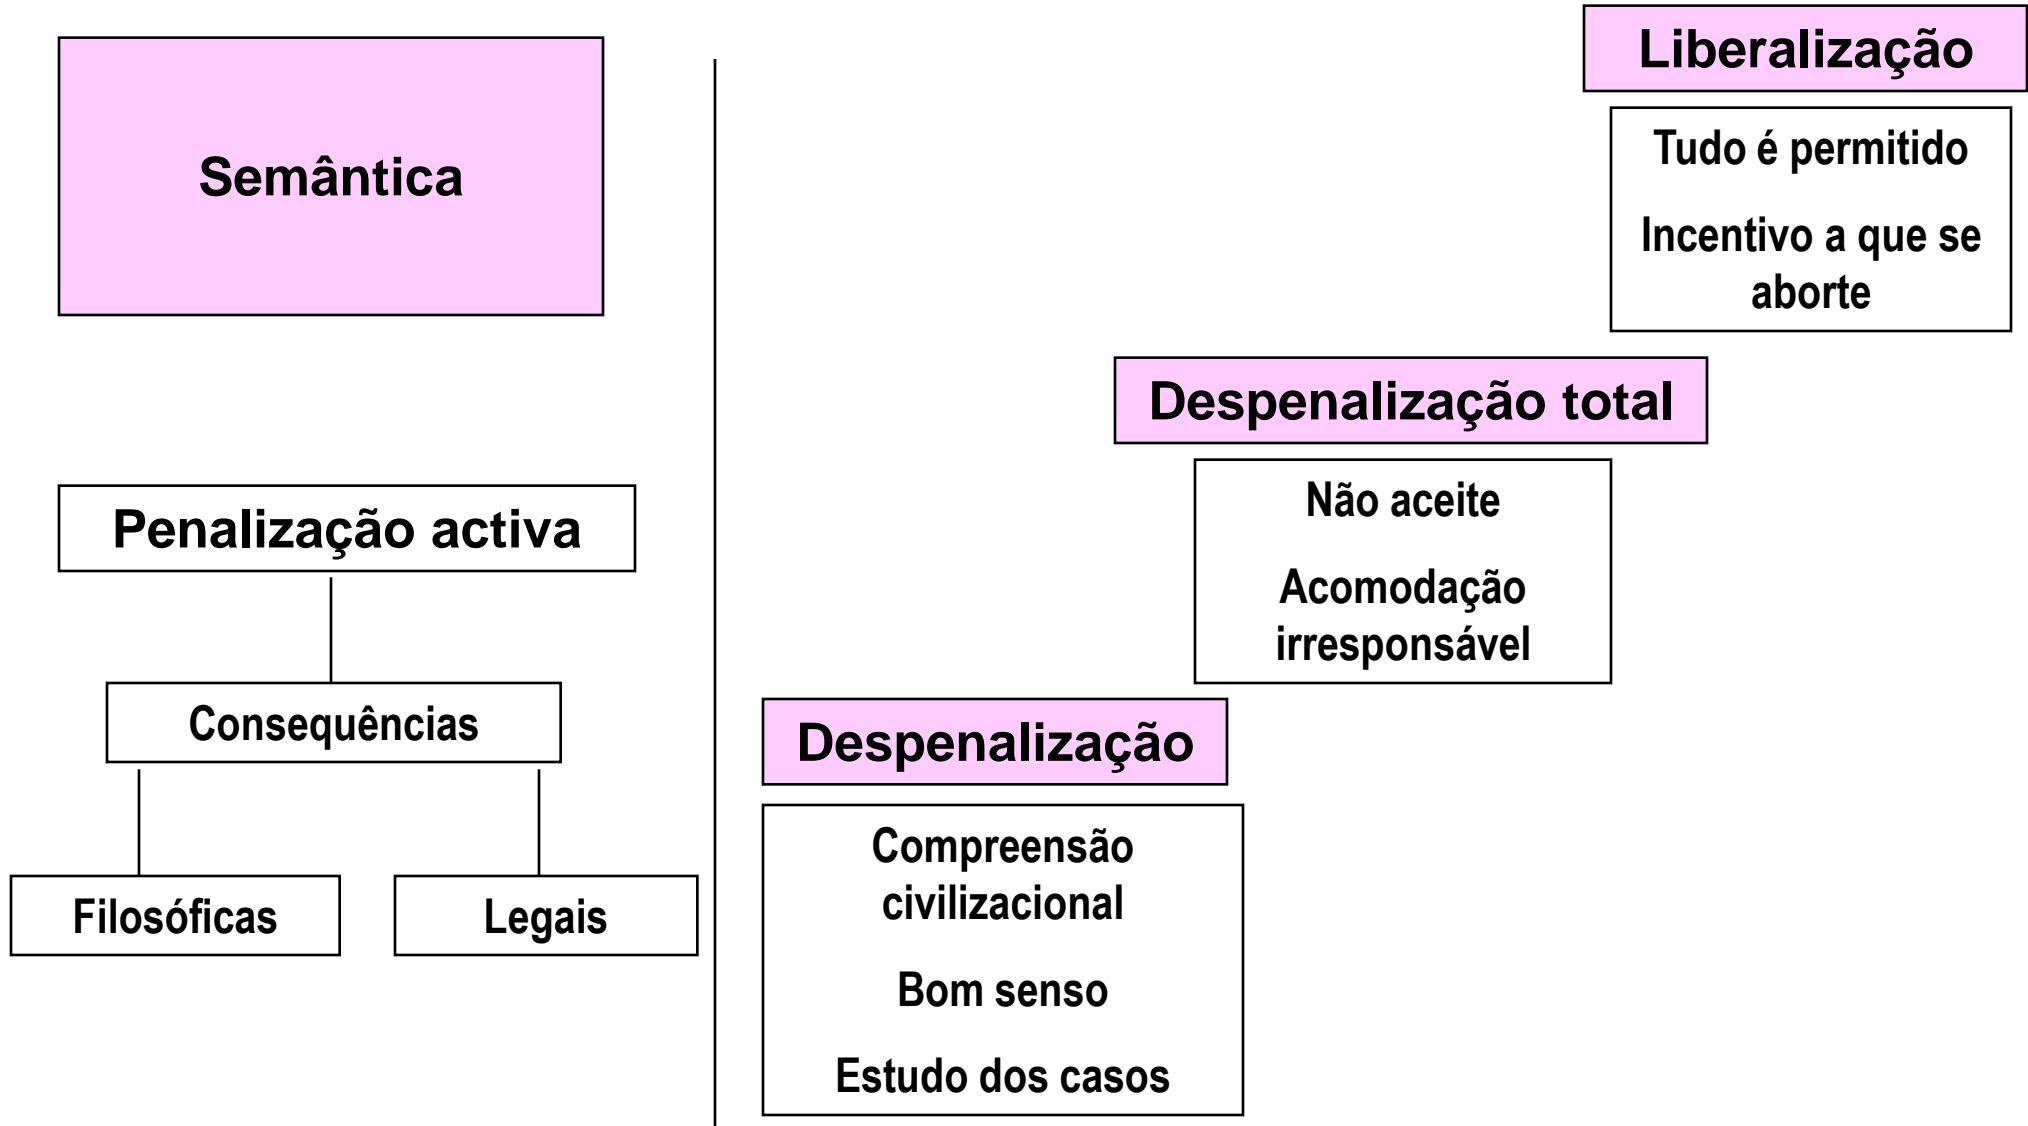 Semântica
Penalização activa
Consequências
Filosóficas
Legais
Liberalização
Tudo é permitido
Incentivo a que se
aborte
Despenalização total
Não aceite
Acomodação
irresponsável
Despenalização
Compreensão
civilizacional
Bom senso
Estudo dos casos